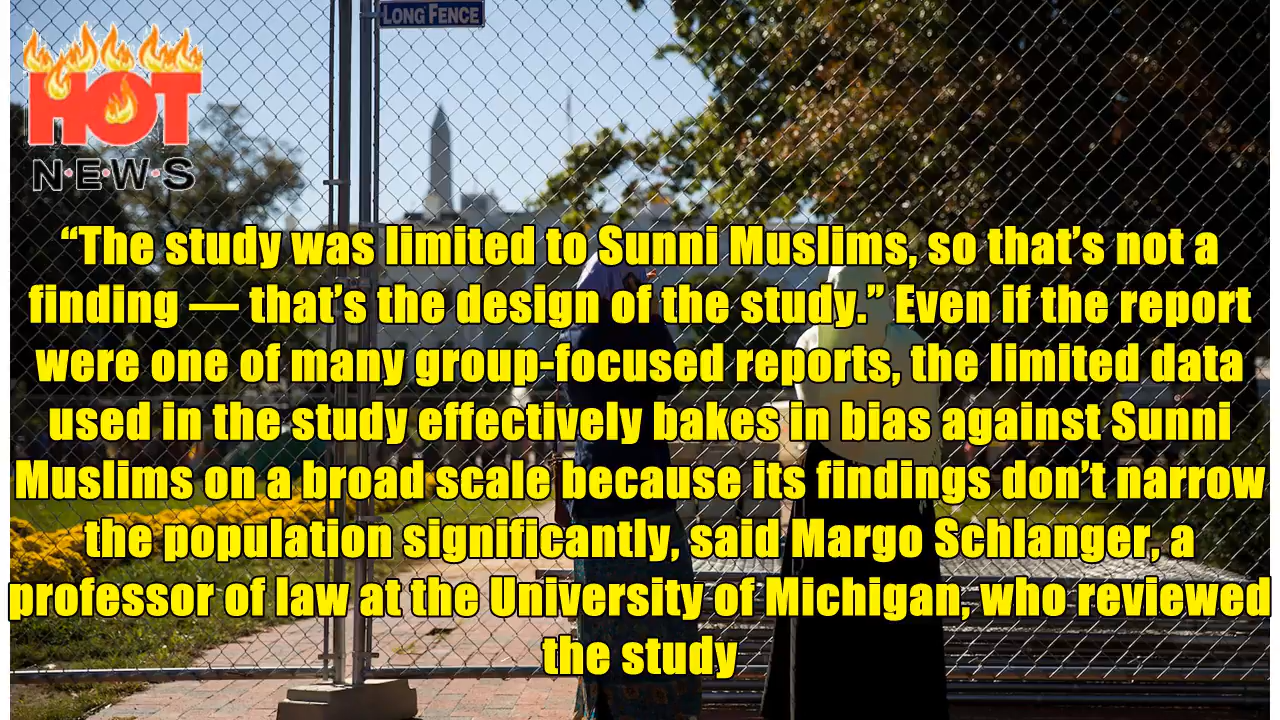 LONG FENCE
HOT
N·E·W·S
“The study was limited to Sunni Muslims, so that’s not a
finding — that’s the design of the study.” Even if the report
were one of many group-focused reports, the limited data
used in the study effectively bakes in bias against Sunni
Muslims on a broad scale because its findings don’t narrow
the population significantly, said Margo Schlanger, a
professor of law at the University of Michigan, who reviewed
the study